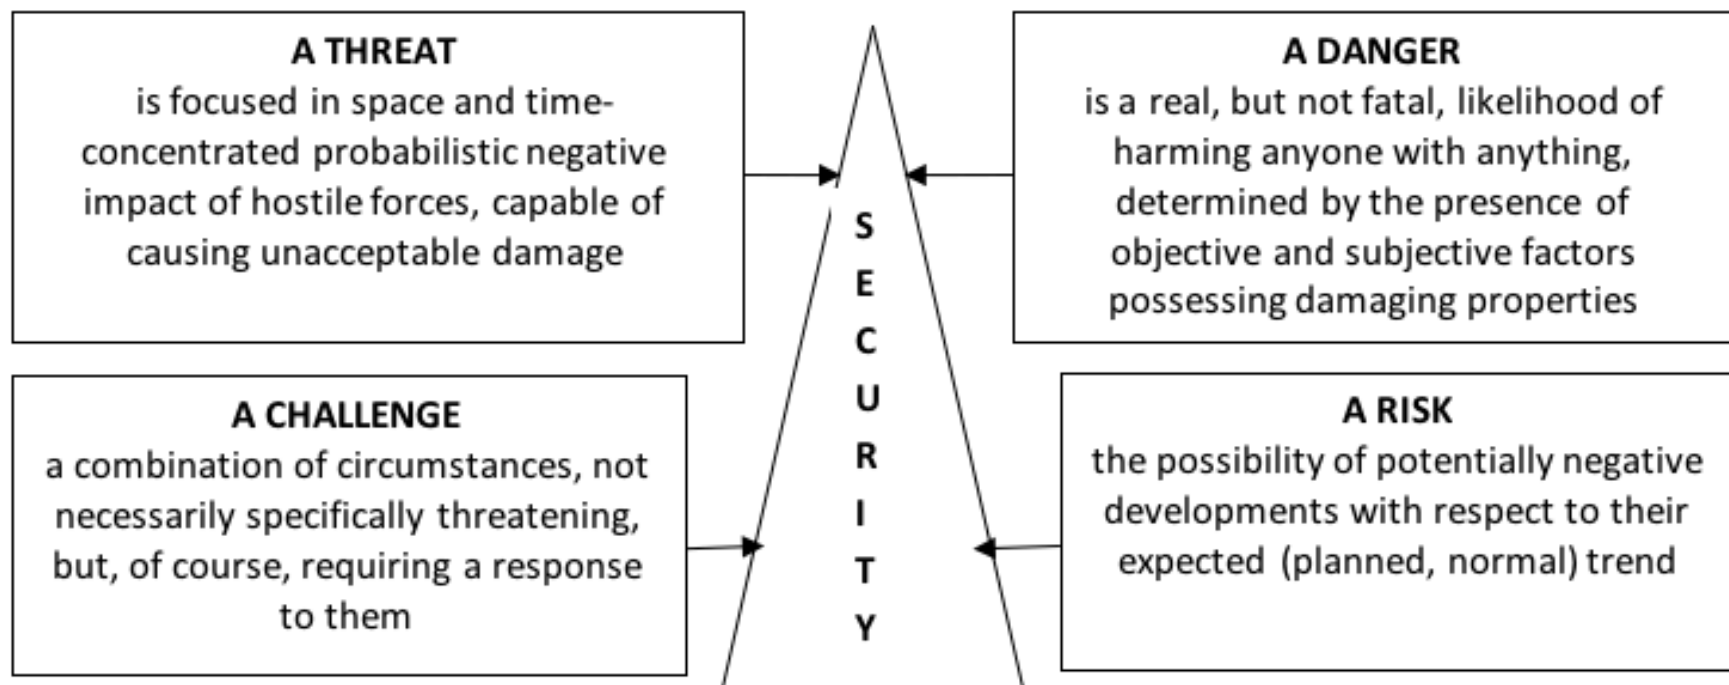 A THREAT
is focused in space and time-
concentrated probabilistic negative
impact of hostile forces, capable of
causing unacceptable damage
A DANGER
is a real, but not fatal, likelihood of
harming anyone with anything,
determined by the presence of
objective and subjective factors
possessing damaging properties
S
E
C
U
R
I
T
Y
A CHALLENGE
a combination of circumstances, not
necessarily specifically threatening,
but, of course, requiring a response
to them
A RISK
the possibility of potentially negative
developments with respect to their
expected (planned, normal) trend